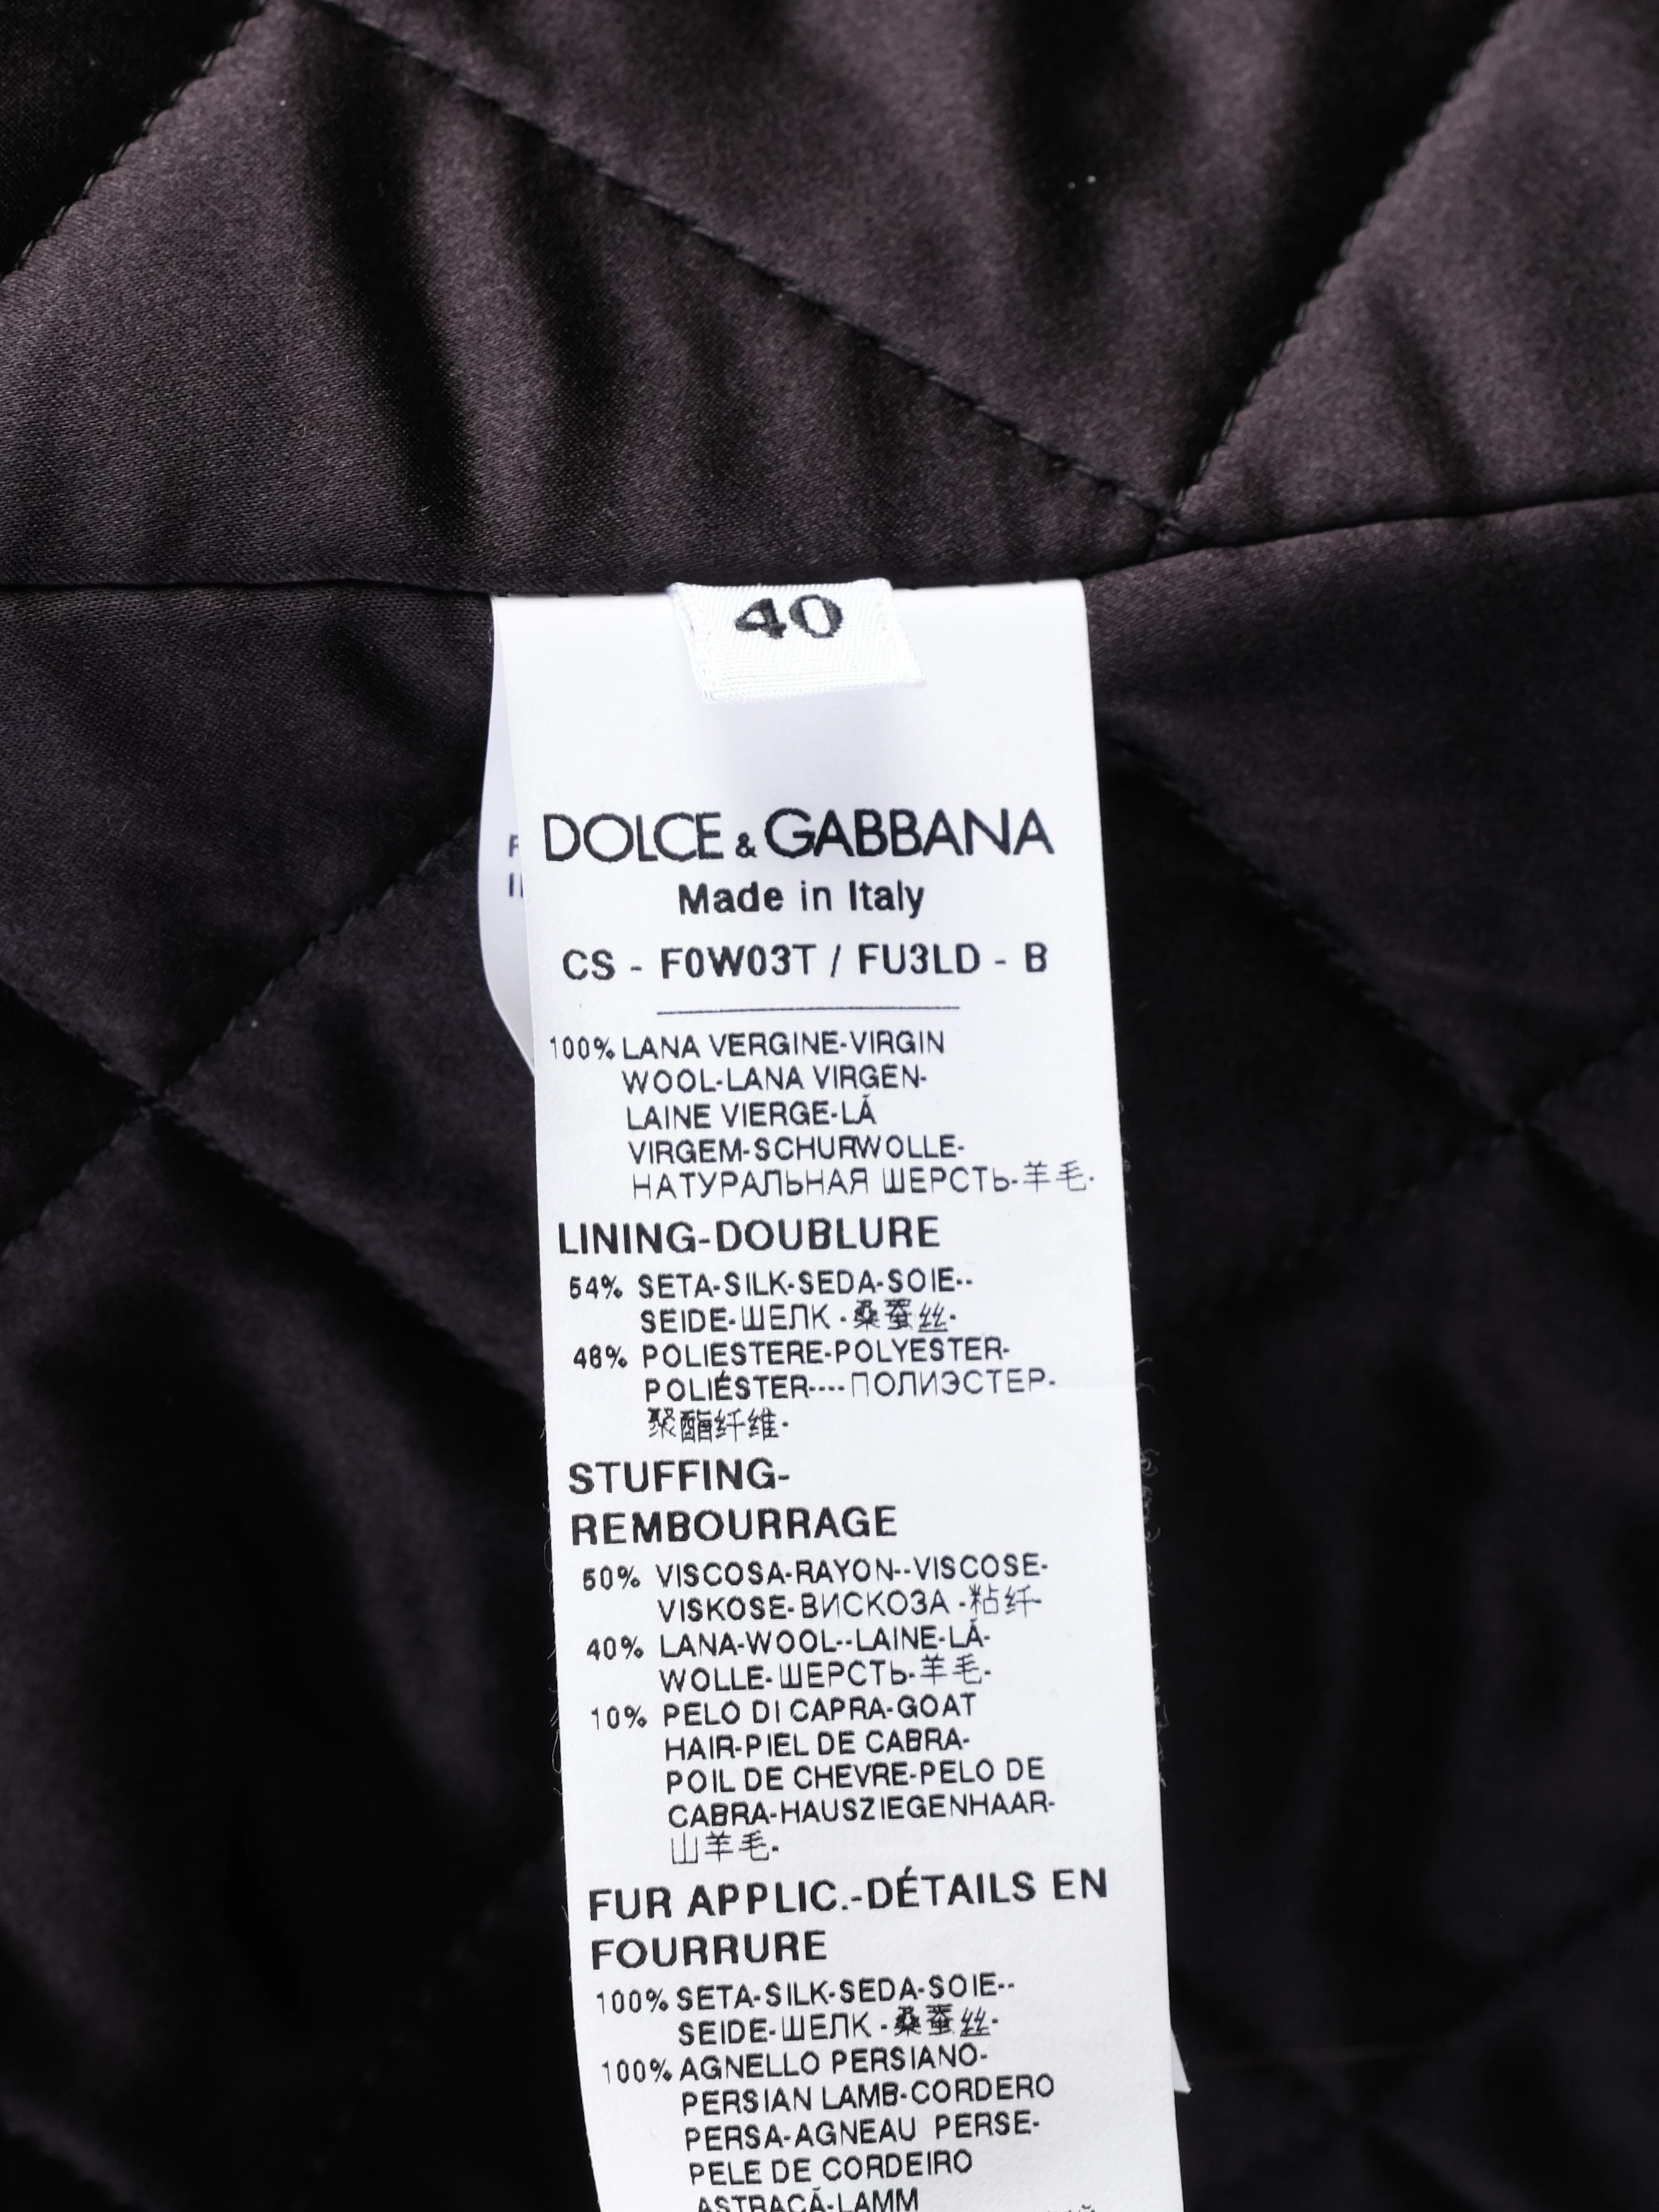 40
DOLCE & GABBANA
Made in Italy
CS - F0W03T / FU3LD - B
100% LANA VERGINE-VIRGIN
WOOL-LANA VIRGEN-
LAINE VIERGE-LÃ
VIRGEM-SCHURWOLLE-
НАТУРАЛЬНАЯ ШЕРСТЬ-羊毛-
LINING-DOUBLURE
54% SETA-SILK-SEDA-SOIE--
SEIDE-ШЕЛК -桑蚕丝-
46% POLIESTERE-POLYESTER-
POLIÉSTER----ПОЛИЭСТЕР-
聚酯纤维-
STUFFING-
REMBOURRAGE
50% VISCOSA-RAYON--VISCOSE-
VISKOSE-ВИСКОЗА -粘纤-
40% LANA-WOOL--LAINE-LÃ-
WOLLE-ШЕРСТЬ-羊毛-
10% PELO DI CAPRA-GOAT
HAIR-PIEL DE CABRA-
POIL DE CHEVRE-PELO DE
CABRA-HAUSZIEGENHAAR-
山羊毛-
FUR APPLIC.-DÉTAILS EN
FOURRURE
100% SETA-SILK-SEDA-SOIE--
SEIDE-ШЕЛК -桑蚕丝-
100% AGNELLO PERSIANO-
PERSIAN LAMB-CORDERO
PERSA-AGNEAU PERSE-
PELE DE CORDEIRO
ASTRACÃ-LAMM